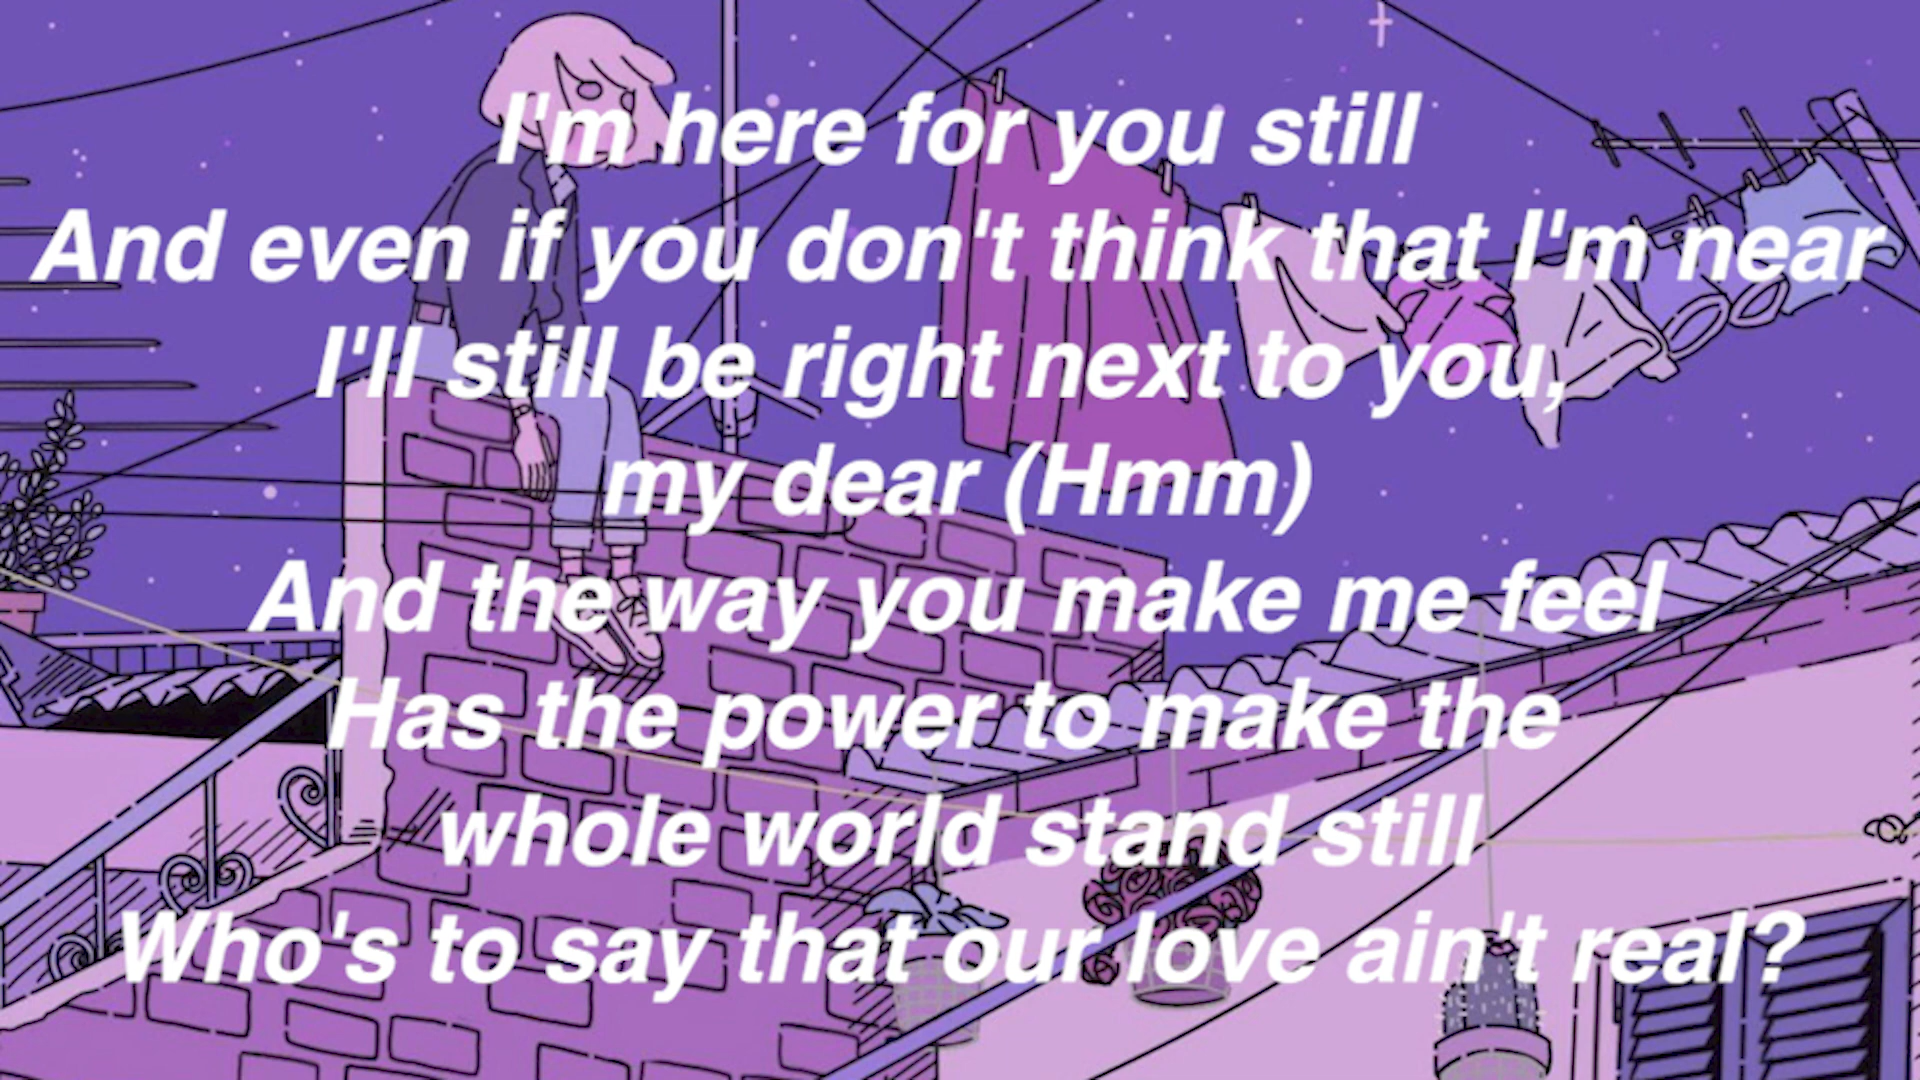 I'm here for you still
And even if you don't think that I'm near
I'll still be right next to you,
my dear (Hmm)
And the way you make me feel
Has the power to make the
whole world stand still
Who's to say that our love ain't real?